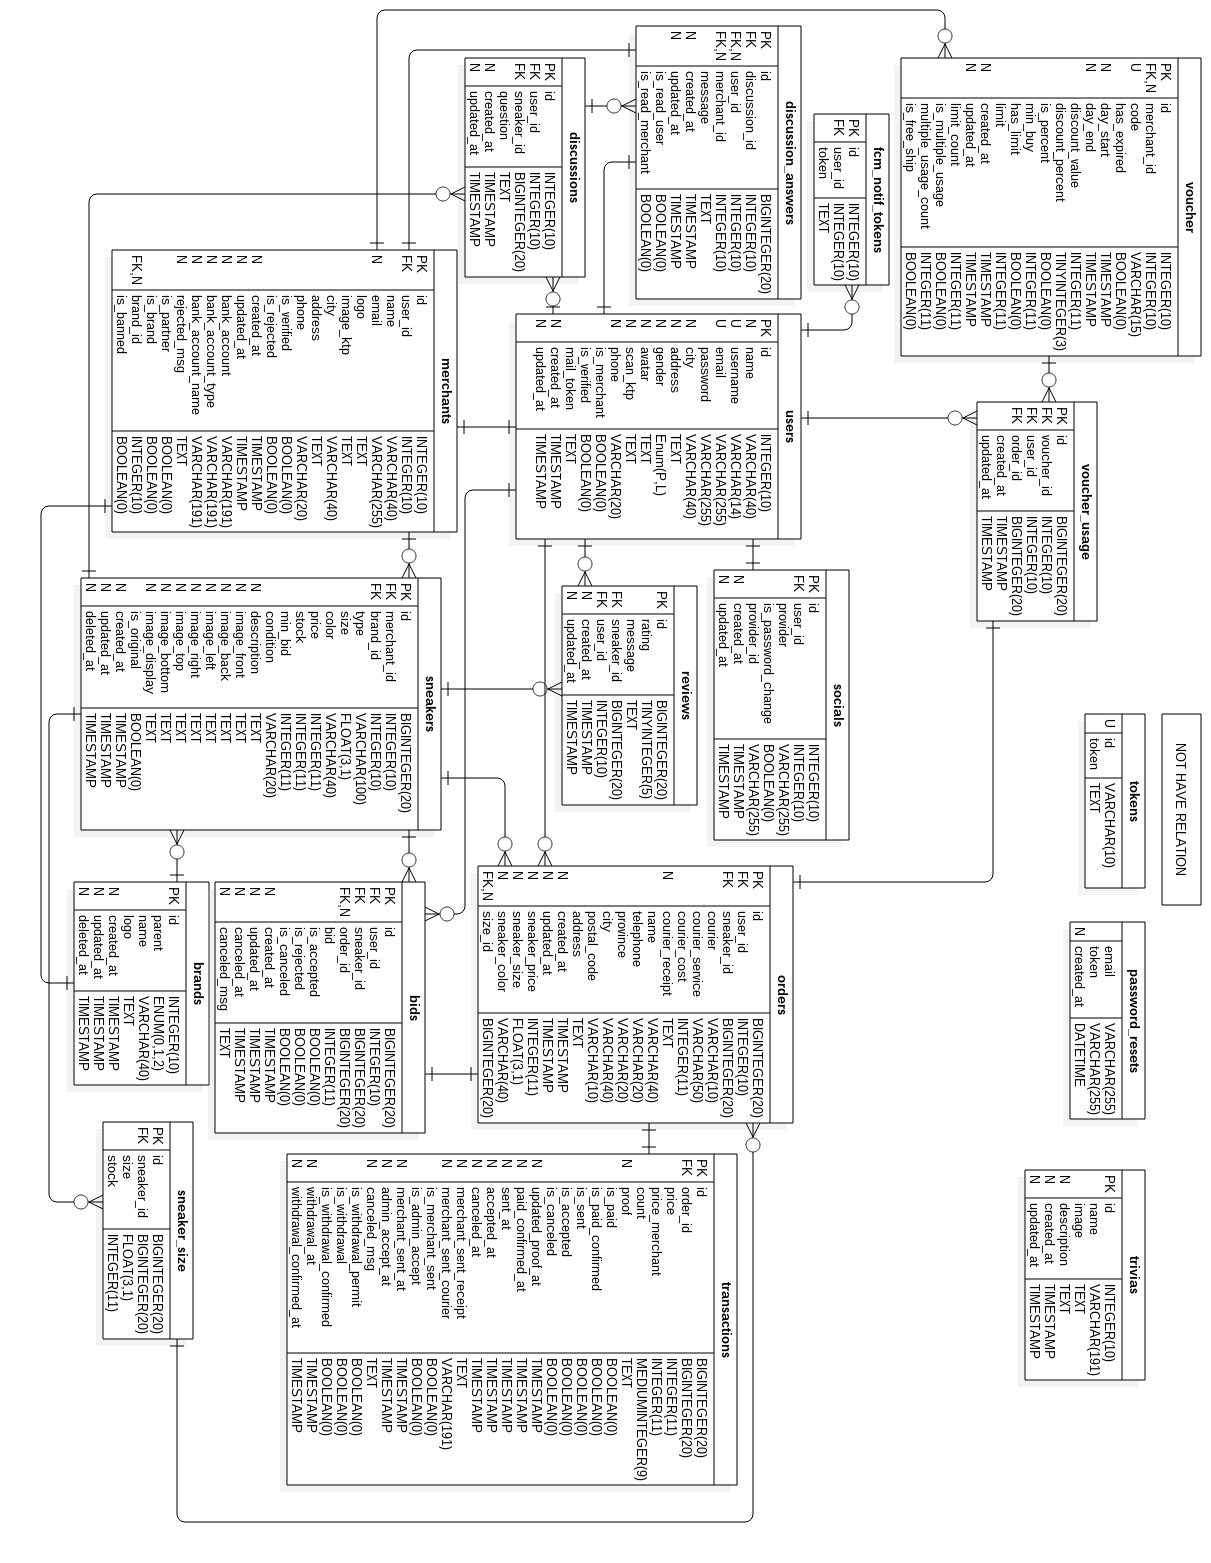 voucher
PK id INTEGER(10)
FK,N merchant_id INTEGER(10)
U code VARCHAR(15)
has_expired BOOLEAN(0)
N day_start TIMESTAMP
N day_end TIMESTAMP
discount_value INTEGER(11)
discount_percent TINYINTEGER(3)
is_percent BOOLEAN(0)
min_buy INTEGER(11)
has_limit BOOLEAN(0)
limit INTEGER(11)
N created_at TIMESTAMP
N updated_at TIMESTAMP
limit_count INTEGER(11)
is_multiple_usage BOOLEAN(0)
multiple_usage_count INTEGER(11)
is_free_ship BOOLEAN(0)
voucher_usage
PK id BIGINTEGER(20)
FK voucher_id INTEGER(10)
FK user_id INTEGER(10)
FK order_id BIGINTEGER(20)
created_at TIMESTAMP
updated_at TIMESTAMP
NOT HAVE RELATION
tokens
U id VARCHAR(10)
token TEXT
password_resets
email VARCHAR(255)
token VARCHAR(255)
N created_at DATETIME
trivias
PK id INTEGER(10)
name VARCHAR(191)
image TEXT
N description TEXT
N created_at TIMESTAMP
N updated_at TIMESTAMP
fcm_notif_tokens
PK id INTEGER(10)
FK user_id INTEGER(10)
token TEXT
discussion_answers
PK id BIGINTEGER(20)
FK discussion_id INTEGER(10)
FK,N user_id INTEGER(10)
FK,N merchant_id INTEGER(10)
message TEXT
N created_at TIMESTAMP
N updated_at TIMESTAMP
is_read_user BOOLEAN(0)
is_read_merchant BOOLEAN(0)
users
PK id INTEGER(10)
name VARCHAR(40)
U username VARCHAR(14)
U email VARCHAR(255)
password VARCHAR(255)
N city VARCHAR(40)
N address TEXT
N gender Enum(P,L)
N avatar TEXT
N scan_ktp TEXT
N phone VARCHAR(20)
is_merchant BOOLEAN(0)
is_verified BOOLEAN(0)
mail_token TEXT
N created_at TIMESTAMP
N updated_at TIMESTAMP
socials
PK id INTEGER(10)
FK user_id INTEGER(10)
provider VARCHAR(255)
is_password_change BOOLEAN(0)
provider_id VARCHAR(255)
N created_at TIMESTAMP
N updated_at TIMESTAMP
orders
PK id BIGINTEGER(20)
FK user_id INTEGER(10)
FK sneaker_id BIGINTEGER(20)
courier VARCHAR(10)
courier_service VARCHAR(50)
courier_cost INTEGER(11)
N courier_receipt TEXT
name VARCHAR(40)
telephone VARCHAR(20)
province VARCHAR(20)
city VARCHAR(40)
postal_code VARCHAR(10)
address TEXT
N created_at TIMESTAMP
N updated_at TIMESTAMP
N sneaker_price INTEGER(11)
N sneaker_size FLOAT(3,1)
N sneaker_color VARCHAR(40)
FK,N size_id BIGINTEGER(20)
transactions
PK id BIGINTEGER(20)
FK order_id BIGINTEGER(20)
price INTEGER(11)
price_merchant INTEGER(11)
count MEDIUMINTEGER(9)
N proof TEXT
is_paid BOOLEAN(0)
is_paid_confirmed BOOLEAN(0)
is_sent BOOLEAN(0)
is_accepted BOOLEAN(0)
is_canceled BOOLEAN(0)
N updated_proof_at TIMESTAMP
N paid_confirmed_at TIMESTAMP
N sent_at TIMESTAMP
N accepted_at TIMESTAMP
N canceled_at TIMESTAMP
N merchant_sent_receipt TEXT
N merchant_sent_courier VARCHAR(191)
is_merchant_sent BOOLEAN(0)
is_admin_accept BOOLEAN(0)
N merchant_sent_at TIMESTAMP
N admin_accept_at TIMESTAMP
N canceled_msg TEXT
is_withdrawal_permit BOOLEAN(0)
is_withdrawal BOOLEAN(0)
is_withdrawal_confirmed BOOLEAN(0)
N withdrawal_at TIMESTAMP
N withdrawal_confirmed_at TIMESTAMP
reviews
PK id BIGINTEGER(20)
rating TINYINTEGER(5)
message TEXT
FK sneaker_id BIGINTEGER(20)
FK user_id INTEGER(10)
N created_at TIMESTAMP
N updated_at TIMESTAMP
discussions
PK id INTEGER(10)
FK user_id INTEGER(10)
FK sneaker_id BIGINTEGER(20)
question TEXT
N created_at TIMESTAMP
N updated_at TIMESTAMP
merchants
PK id INTEGER(10)
FK user_id INTEGER(10)
name VARCHAR(40)
N email VARCHAR(255)
logo TEXT
image_ktp TEXT
city VARCHAR(40)
address TEXT
phone VARCHAR(20)
is_verified BOOLEAN(0)
is_rejected BOOLEAN(0)
N created_at TIMESTAMP
N updated_at TIMESTAMP
N bank_account VARCHAR(191)
N bank_account_type VARCHAR(191)
N bank_account_name VARCHAR(191)
N rejected_msg TEXT
is_partner BOOLEAN(0)
is_brand BOOLEAN(0)
FK,N brand_id INTEGER(10)
is_banned BOOLEAN(0)
sneakers
PK id BIGINTEGER(20)
FK merchant_id INTEGER(10)
FK brand_id INTEGER(10)
type VARCHAR(100)
size FLOAT(3,1)
color VARCHAR(40)
price INTEGER(11)
stock INTEGER(11)
min_bid INTEGER(11)
condition VARCHAR(20)
N description TEXT
N image_front TEXT
N image_back TEXT
N image_left TEXT
N image_right TEXT
N image_top TEXT
N image_bottom TEXT
N image_display TEXT
is_original BOOLEAN(0)
N created_at TIMESTAMP
N updated_at TIMESTAMP
N deleted_at TIMESTAMP
bids
PK id BIGINTEGER(20)
FK user_id INTEGER(10)
FK sneaker_id BIGINTEGER(20)
FK,N order_id BIGINTEGER(20)
bid INTEGER(11)
is_accepted BOOLEAN(0)
is_rejected BOOLEAN(0)
is_canceled BOOLEAN(0)
N created_at TIMESTAMP
N updated_at TIMESTAMP
N canceled_at TIMESTAMP
N canceled_msg TEXT
brands
PK id INTEGER(10)
parent ENUM(0,1,2)
name VARCHAR(40)
logo TEXT
N created_at TIMESTAMP
N updated_at TIMESTAMP
N deleted_at TIMESTAMP
sneaker_size
PK id BIGINTEGER(20)
FK sneaker_id BIGINTEGER(20)
size FLOAT(3,1)
stock INTEGER(11)